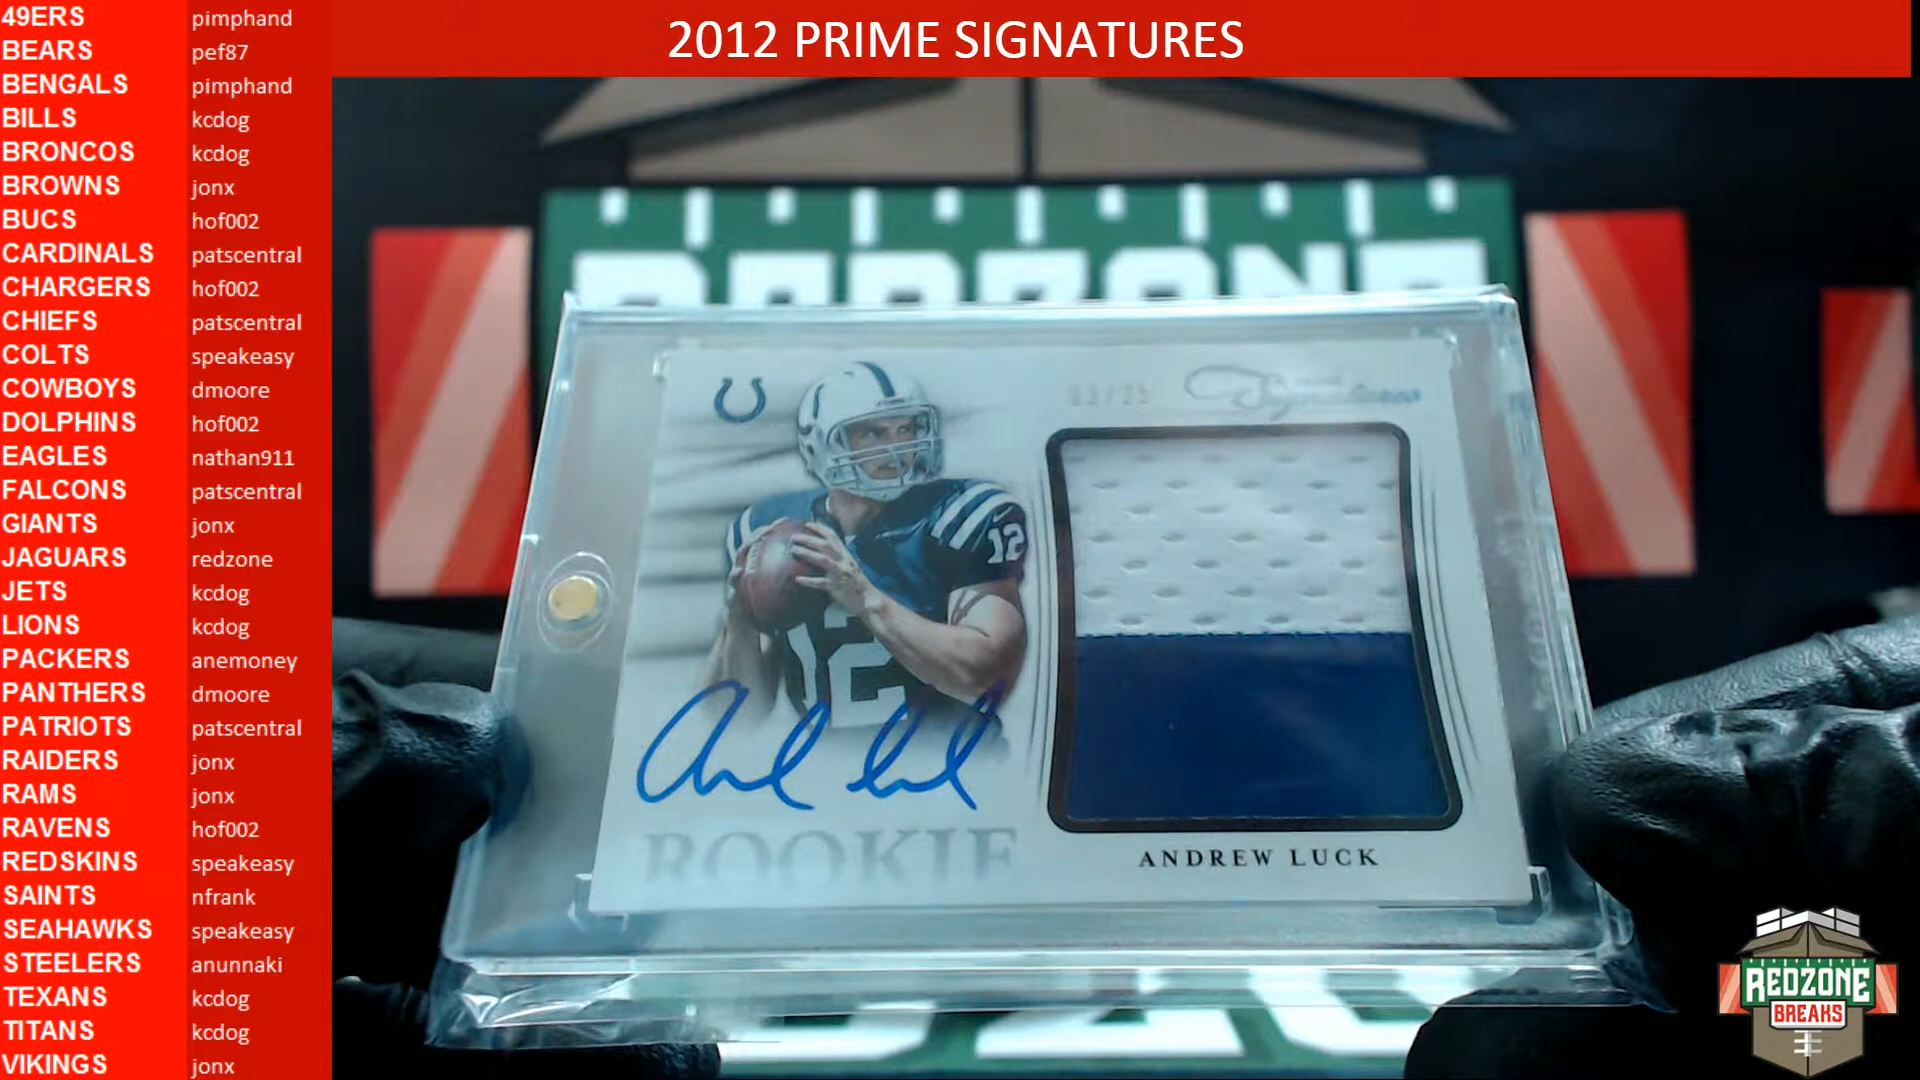 2012 PRIME SIGNATURES
49ERS pimphand
BEARS pef87
BENGALS pimphand
BILLS kcdog
BRONCOS kcdog
BROWNS jonx
BUCS hof002
CARDINALS patscentral
CHARGERS hof002
CHIEFS patscentral
COLTS speakeasy
COWBOYS dmoore
DOLPHINS hof002
EAGLES nathan911
FALCONS patscentral
GIANTS jonx
JAGUARS redzone
JETS kcdog
LIONS kcdog
PACKERS anemoney
PANTHERS dmoore
PATRIOTS patscentral
RAIDERS jonx
RAMS jonx
RAVENS hof002
REDSKINS speakeasy
SAINTS nfrank
SEAHAWKS speakeasy
STEELERS anunnaki
TEXANS kcdog
TITANS kcdog
VIKINGS jonx
REDZONE
Signatures
12
12
ROOKIE
ANDREW LUCK
REDZONE
BREAKS